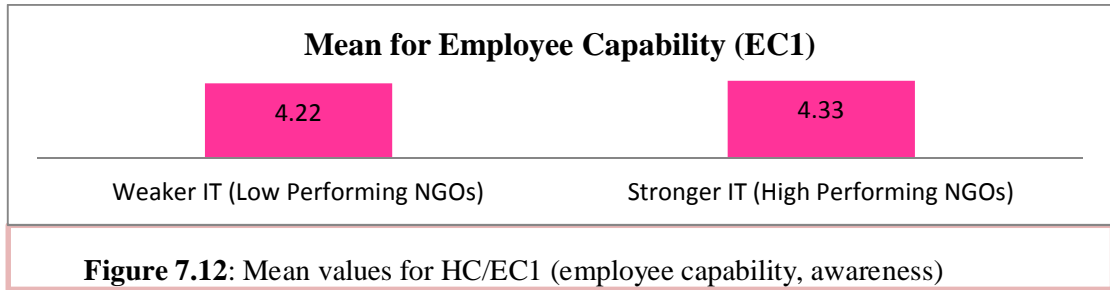 Mean for Employee Capability (EC1)
4.22 4.33
Weaker IT (Low Performing NGOs) Stronger IT (High Performing NGOs)
Figure 7.12: Mean values for HC/EC1 (employee capability, awareness)